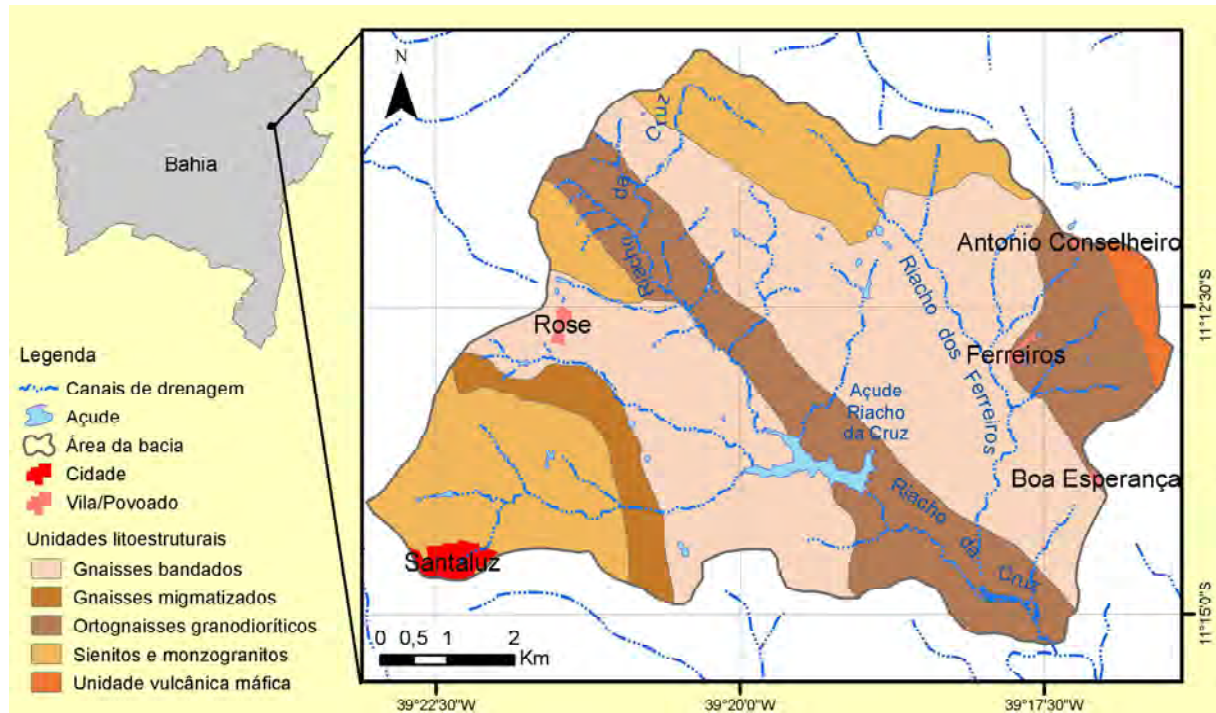 Bahia
Legenda
Canais de drenagem
Açude
Área da bacia
Cidade
Vila/Povoado
Unidades litoestruturais
Gnaisses bandados
Gnaisses migmatizados
Ortognaisses granodioríticos
Sienitos e monzogranitos
Unidade vulcânica máfica
N
Riacho da Cruz
Riacho dos Ferreiros
Antonio Conselheiro
Rose
Ferreiros
Açude
Riacho
da Cruz
Boa Esperança
Riacho da Cruz
Santaluz
0 0,5 1 2
Km
11°12'30"S
11°15'0"S
39°22'30"W
39°20'0"W
39°17'30"W